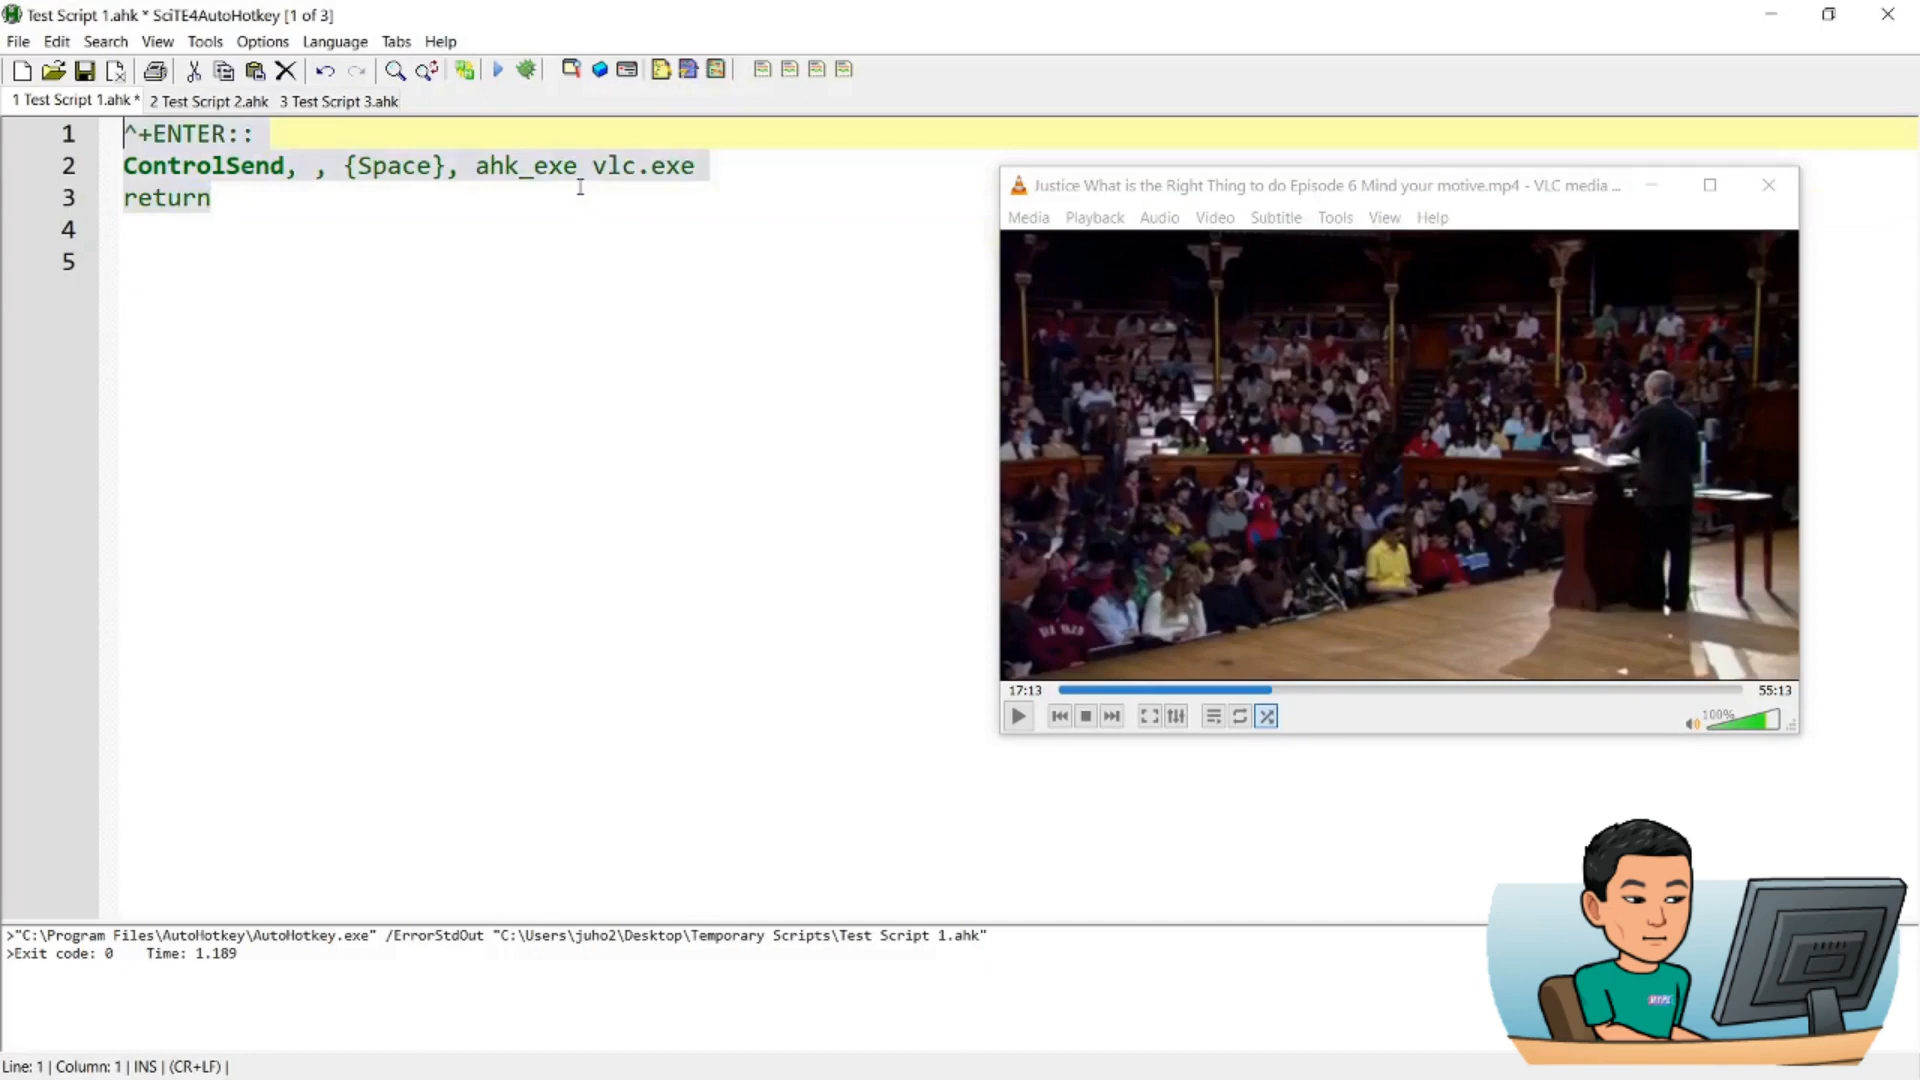 Test Script 1.ahk * SciTE4AutoHotkey [1 of 3]
File Edit Search View Tools Options Language Tabs Help
1 Test Script 1.ahk * 2 Test Script 2.ahk 3 Test Script 3.ahk
1 ^+ENTER::
2 ControlSend, , {Space}, ahk_exe vlc.exe
3 return
4
5
Justice What is the Right Thing to do Episode 6 Mind your motive.mp4 - VLC media ...
Media Playback Audio Video Subtitle Tools View Help
17:13 55:13
100%
>"C:\Program Files\AutoHotkey\AutoHotkey.exe" /ErrorStdOut "C:\Users\juho2\Desktop\Temporary Scripts\Test Script 1.ahk"
>Exit code: 0 Time: 1.189
Line: 1 | Column: 1 | INS | (CR+LF) |